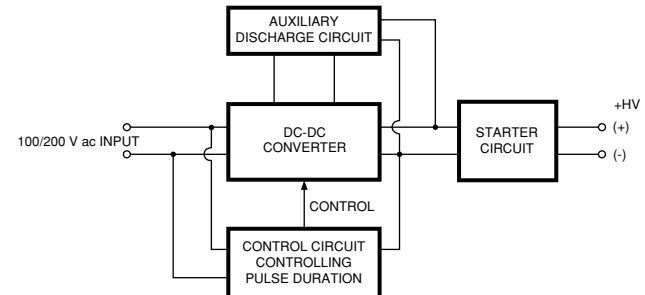 AUXILIARY
DISCHARGE CIRCUIT
100/200 V ac INPUT
DC-DC
CONVERTER
STARTER
CIRCUIT
+HV
(+)
(-)
CONTROL
CONTROL CIRCUIT
CONTROLLING
PULSE DURATION